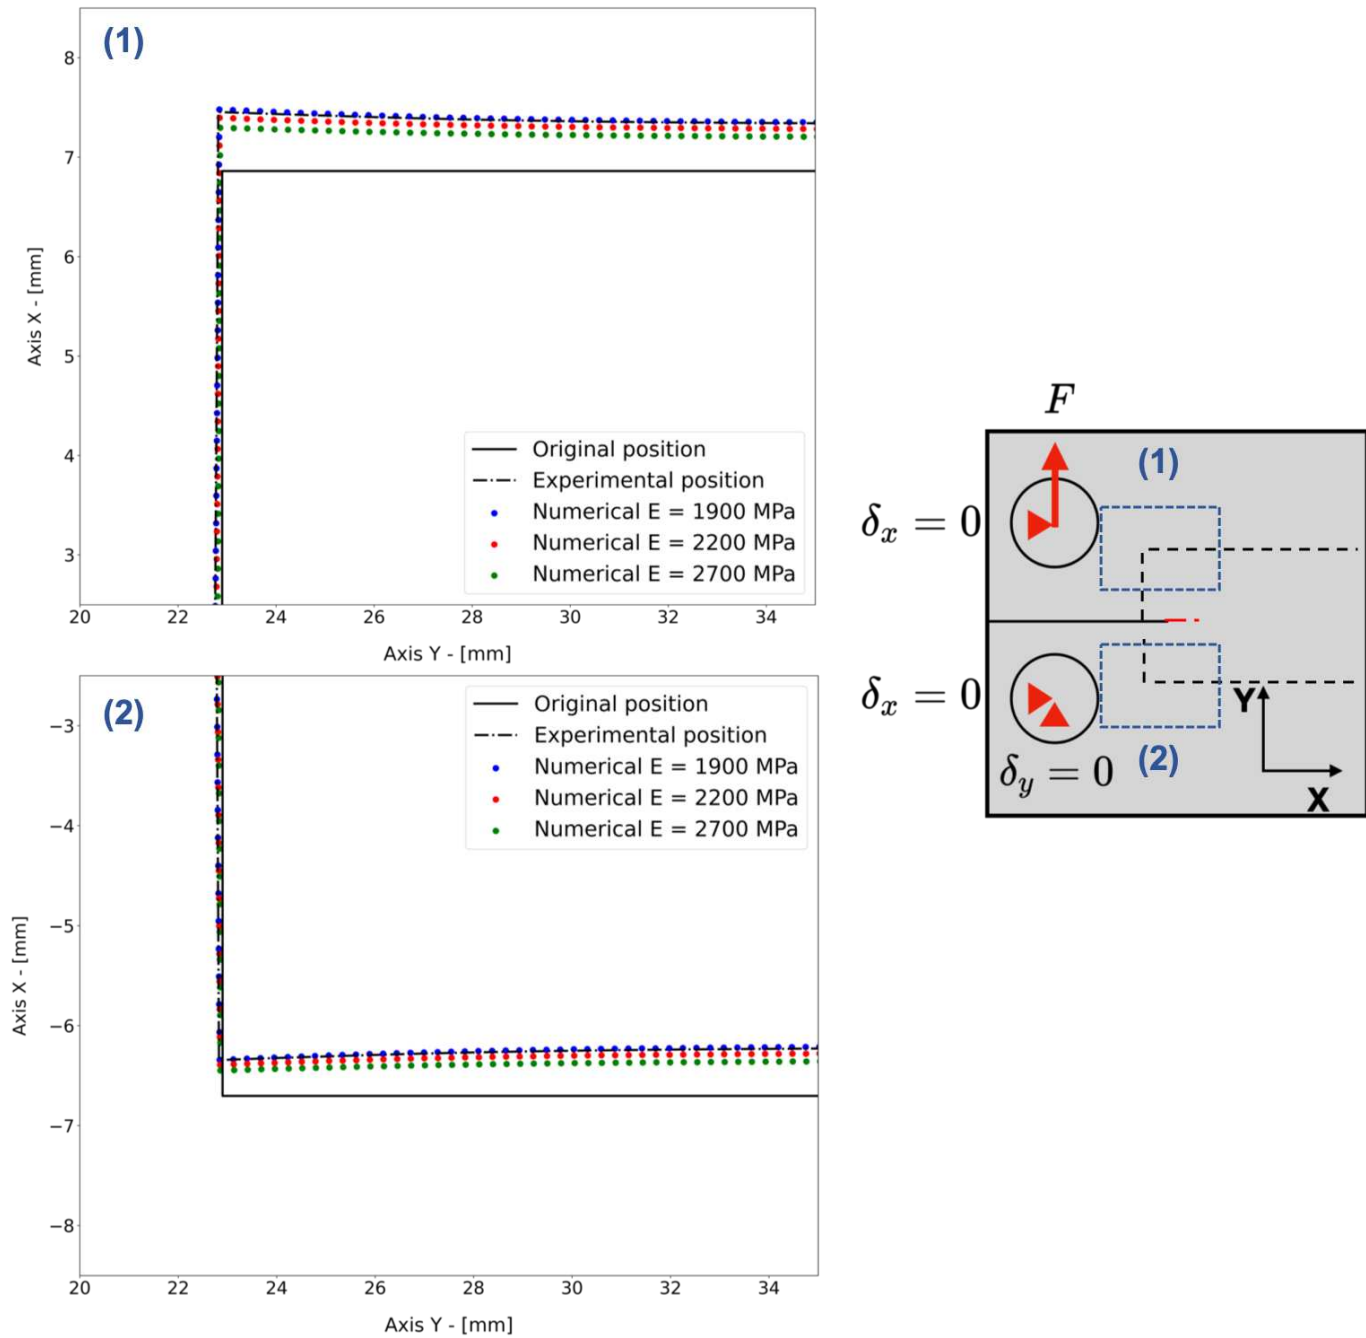 (1)
8
7
6
5
4
3
Axis X - [mm]
Original position
Experimental position
Numerical E = 1900 MPa
Numerical E = 2200 MPa
Numerical E = 2700 MPa
20 22 24 26 28 30 32 34
Axis Y - [mm]
(2)
−3
−4
−5
−6
−7
−8
Axis X - [mm]
Original position
Experimental position
Numerical E = 1900 MPa
Numerical E = 2200 MPa
Numerical E = 2700 MPa
20 22 24 26 28 30 32 34
Axis Y - [mm]
F
(1)
δx = 0
δx = 0
Y
(2)
δy = 0
X